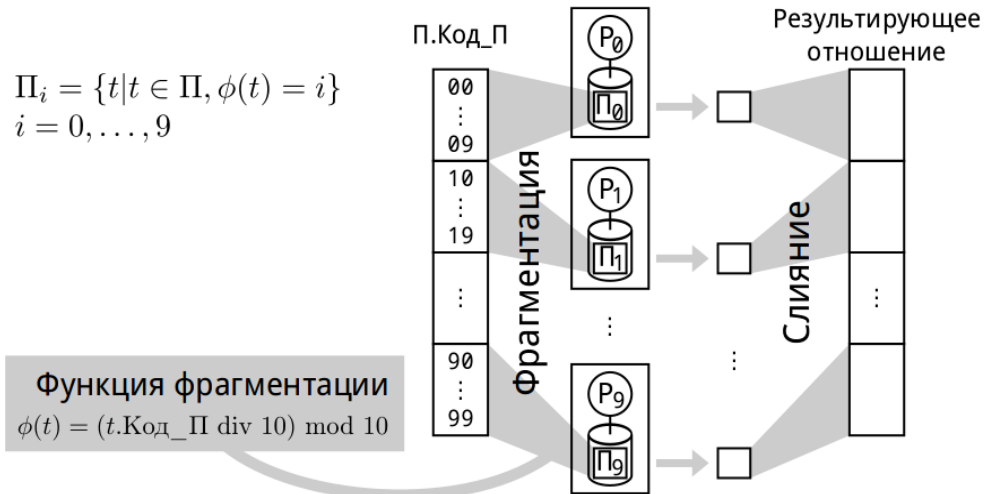 П.Код_П
Результирующее
отношение
Π_i = {t|t ∈ Π, ϕ(t) = i}
i = 0, . . . , 9
00
⋮
09
10
⋮
19
⋮
90
⋮
99
Фрагментация
P₀
П₀
P₁
П₁
⋮
P₉
П₉
⋮
Слияние
⋮
Функция фрагментации
ϕ(t) = (t.Код_П div 10) mod 10